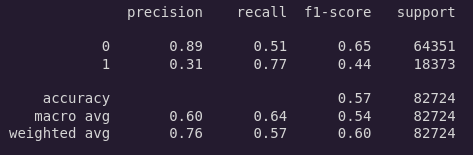 precision recall f1-score support
0 0.89 0.51 0.65 64351
1 0.31 0.77 0.44 18373
accuracy 0.57 82724
macro avg 0.60 0.64 0.54 82724
weighted avg 0.76 0.57 0.60 82724